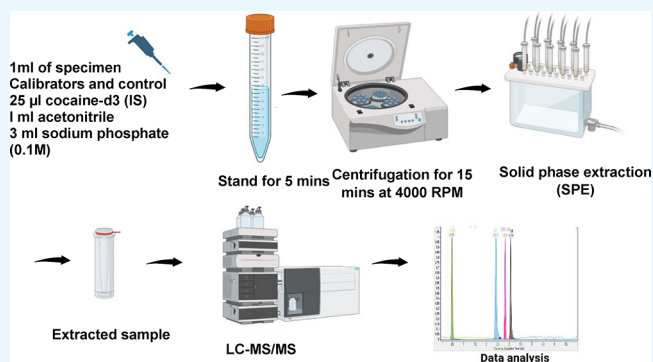 1ml of specimen
Calibrators and control
25 µl cocaine-d3 (IS)
I ml acetonitrile
3 ml sodium phosphate
(0.1M)
Stand for 5 mins
Centrifugation for 15
mins at 4000 RPM
Solid phase extraction
(SPE)
Extracted sample
LC-MS/MS
Data analysis